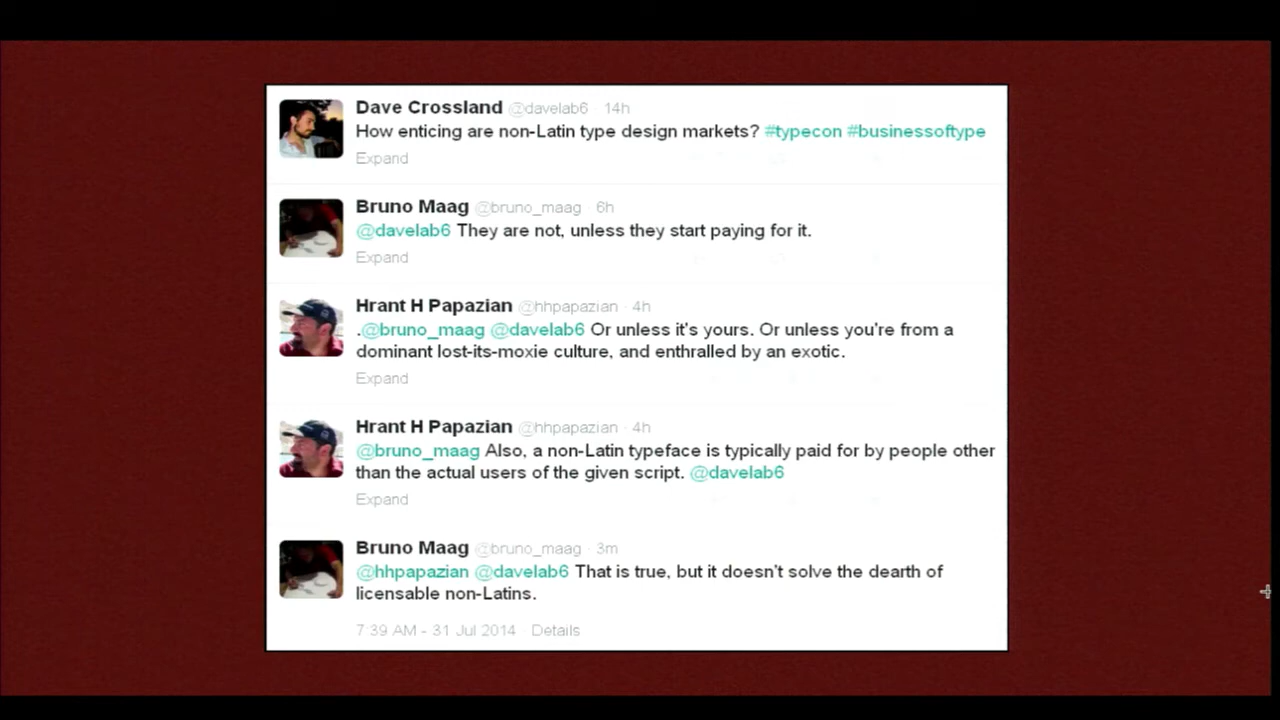 Dave Crossland @davelab6 · 14h
How enticing are non-Latin type design markets? #typecon #businessoftype
Expand
Bruno Maag @bruno_maag · 6h
@davelab6 They are not, unless they start paying for it.
Expand
Hrant H Papazian @hhpapazian · 4h
.@bruno_maag @davelab6 Or unless it's yours. Or unless you're from a
dominant lost-its-moxie culture, and enthralled by an exotic.
Expand
Hrant H Papazian @hhpapazian · 4h
@bruno_maag Also, a non-Latin typeface is typically paid for by people other
than the actual users of the given script. @davelab6
Expand
Bruno Maag @bruno_maag · 3m
@hhpapazian @davelab6 That is true, but it doesn't solve the dearth of
licensable non-Latins.
7:39 AM - 31 Jul 2014 · Details